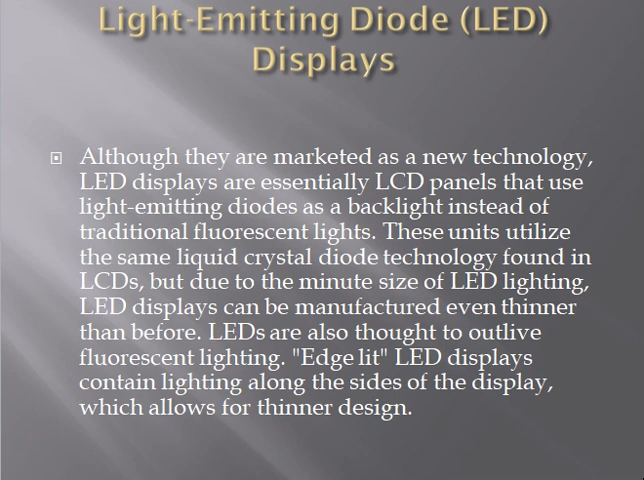 Light-Emitting Diode (LED)
Displays
Although they are marketed as a new technology,
LED displays are essentially LCD panels that use
light-emitting diodes as a backlight instead of
traditional fluorescent lights. These units utilize
the same liquid crystal diode technology found in
LCDs, but due to the minute size of LED lighting,
LED displays can be manufactured even thinner
than before. LEDs are also thought to outlive
fluorescent lighting. "Edge lit" LED displays
contain lighting along the sides of the display,
which allows for thinner design.